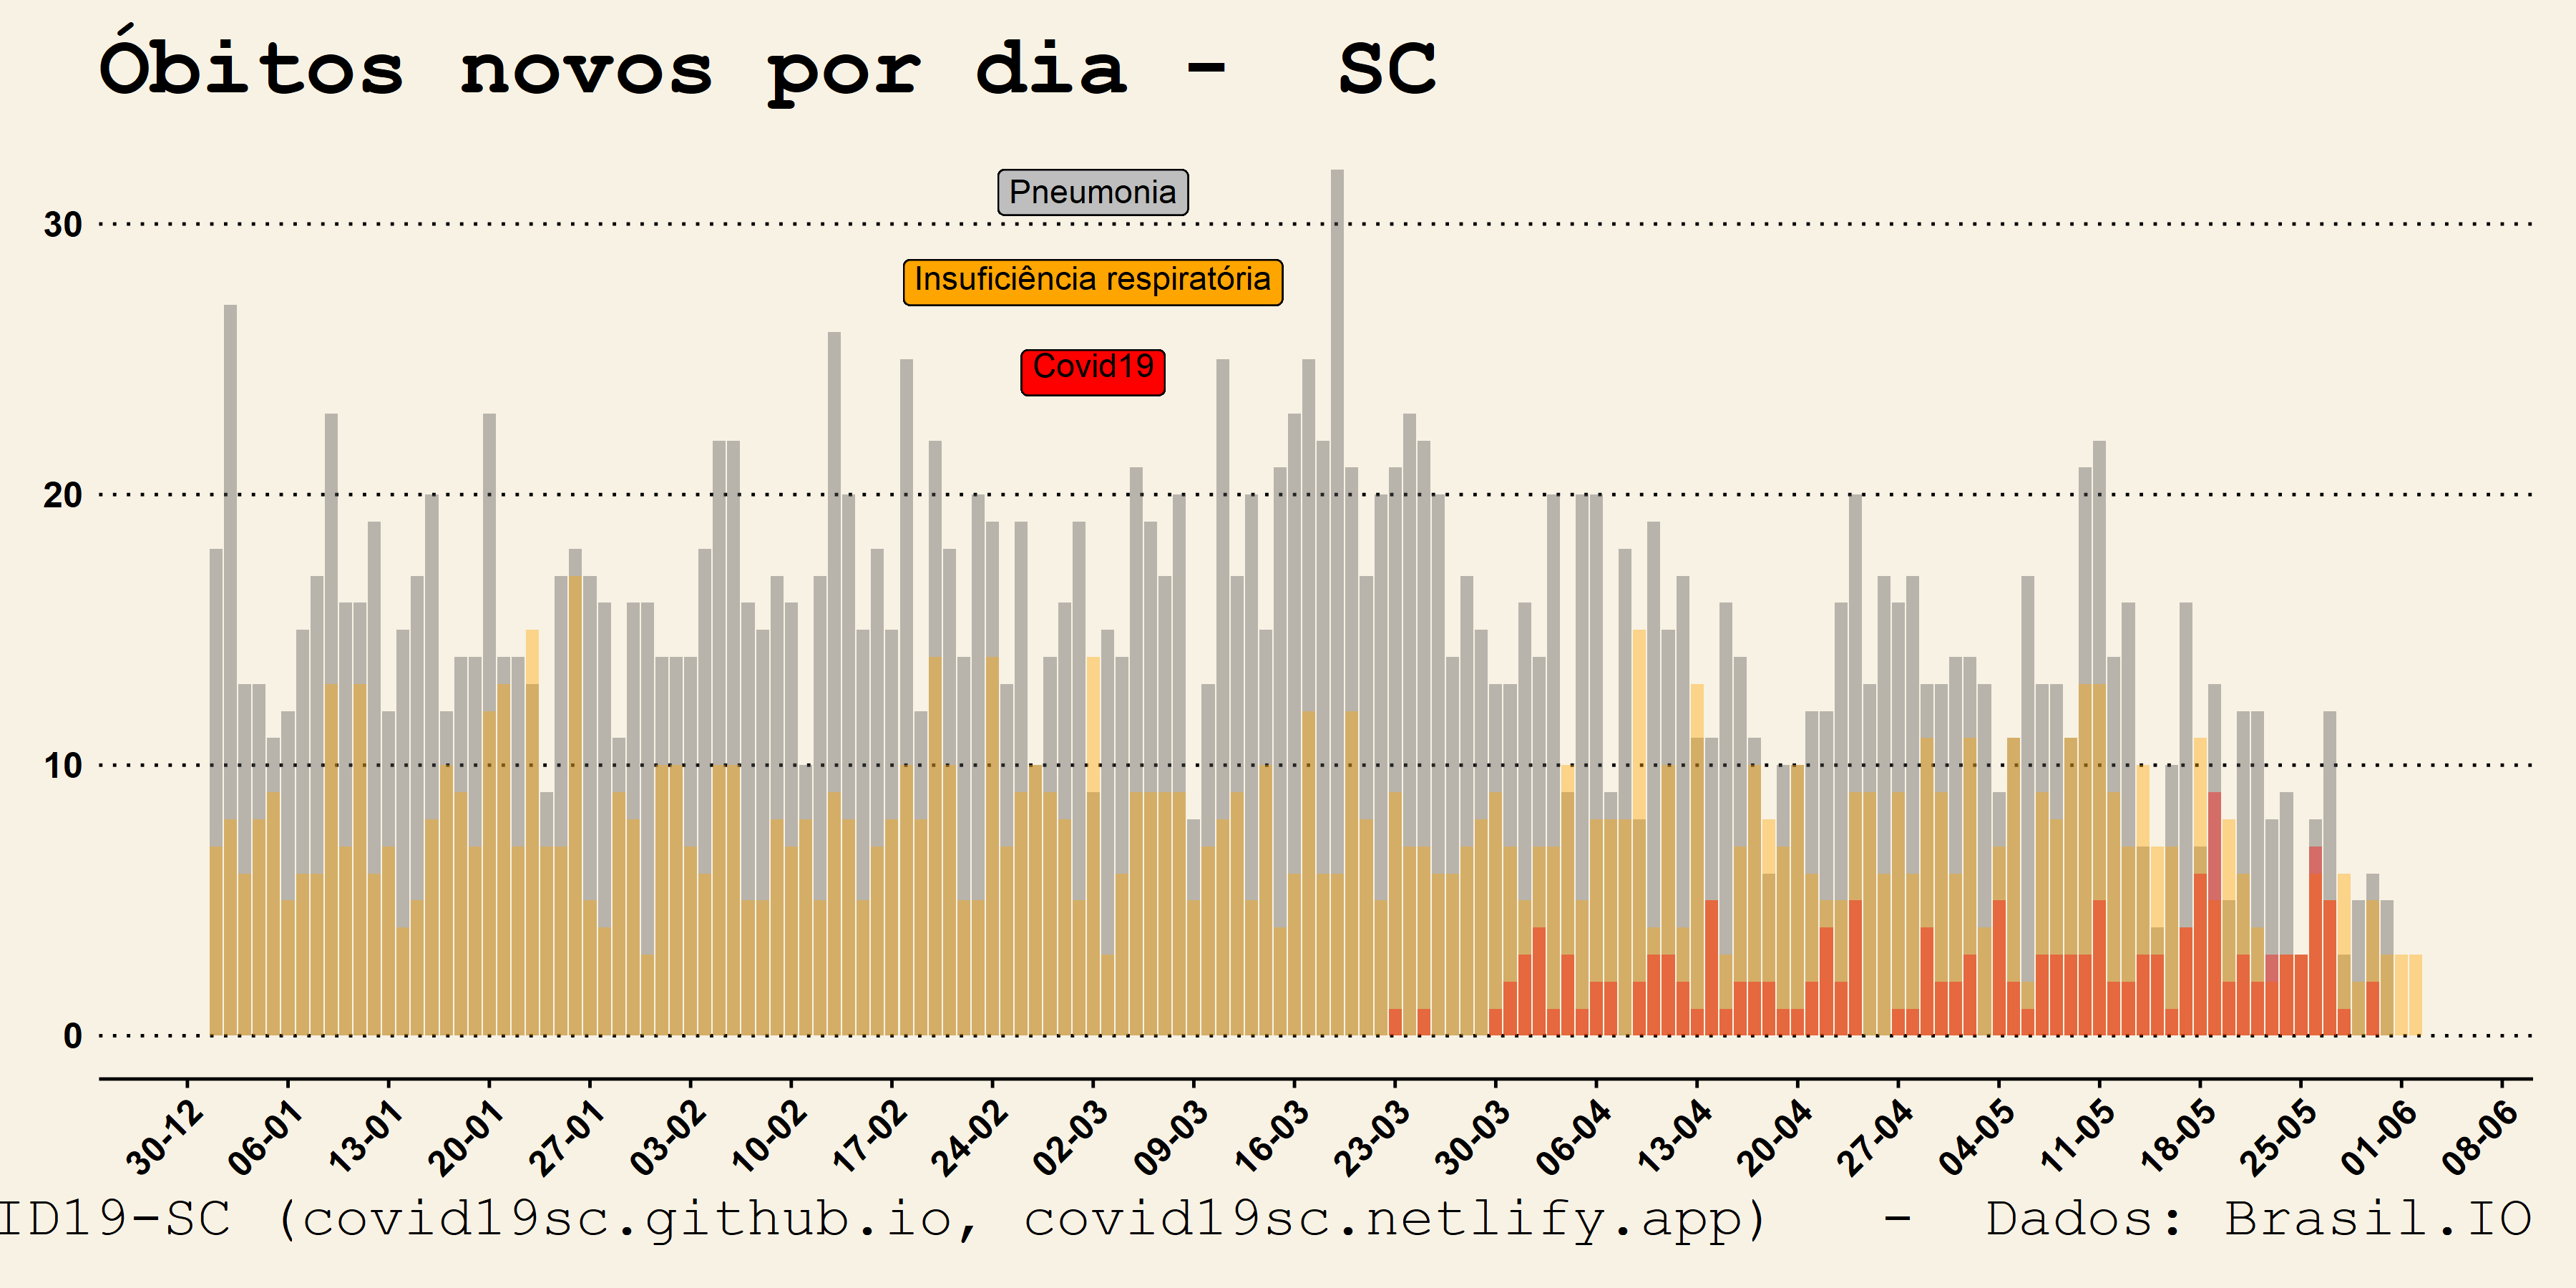 Óbitos novos por dia - SC
Pneumonia
30
Insuficiência respiratória
Covid19
20
10
0
30-12 06-01 13-01 20-01 27-01 03-02 10-02 17-02 24-02 02-03 09-03 16-03 23-03 30-03 06-04 13-04 20-04 27-04 04-05 11-05 18-05 25-05 01-06 08-06
ID19-SC (covid19sc.github.io, covid19sc.netlify.app) - Dados: Brasil.IO